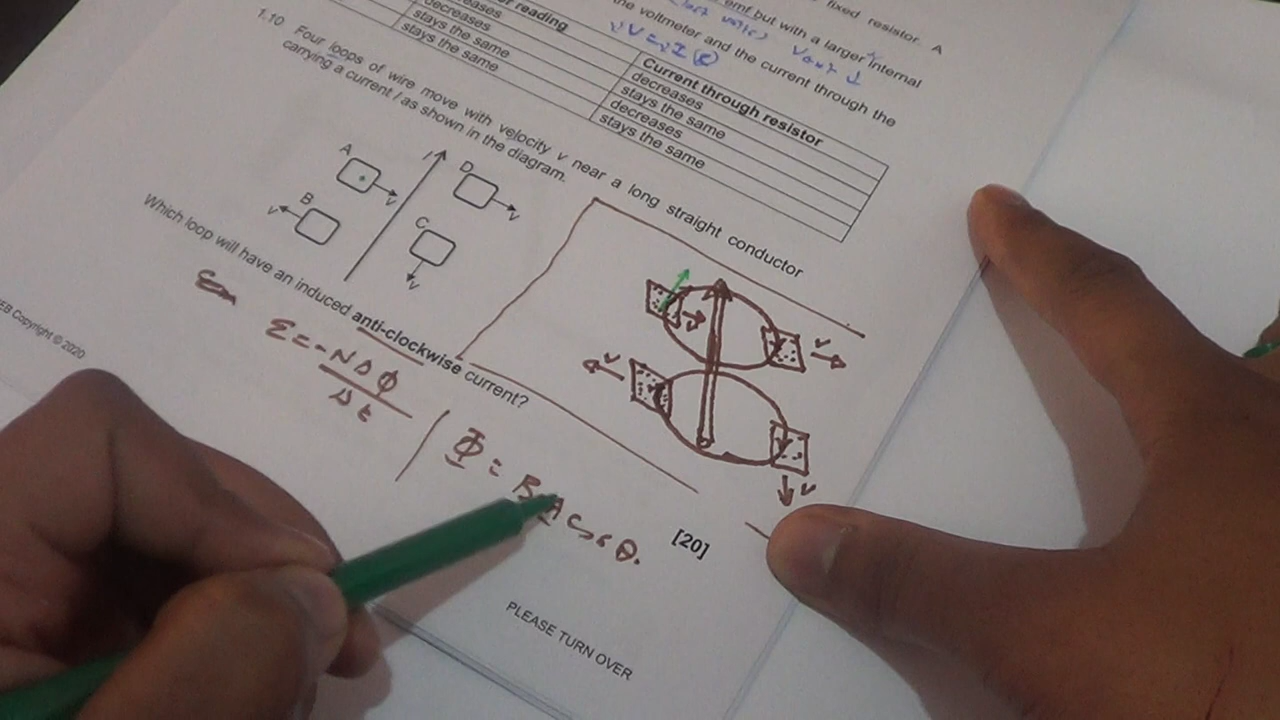 fixed resistor. A
emf but with a larger internal
the voltmeter and the current through the
Vout ↓
reading
decreases
stays the same
stays the same
Current through resistor
decreases
stays the same
decreases
stays the same
1.10 Four loops of wire move with velocity v near a long straight conductor
carrying a current I as shown in the diagram.
A
v
B
v
I
D
v
C
v
v
v
v
v
Which loop will have an induced anti-clockwise current?
Em
ε = -NΔΦ
Δt
Φ = BACosθ.
[20]
EB Copyright © 2020
PLEASE TURN OVER